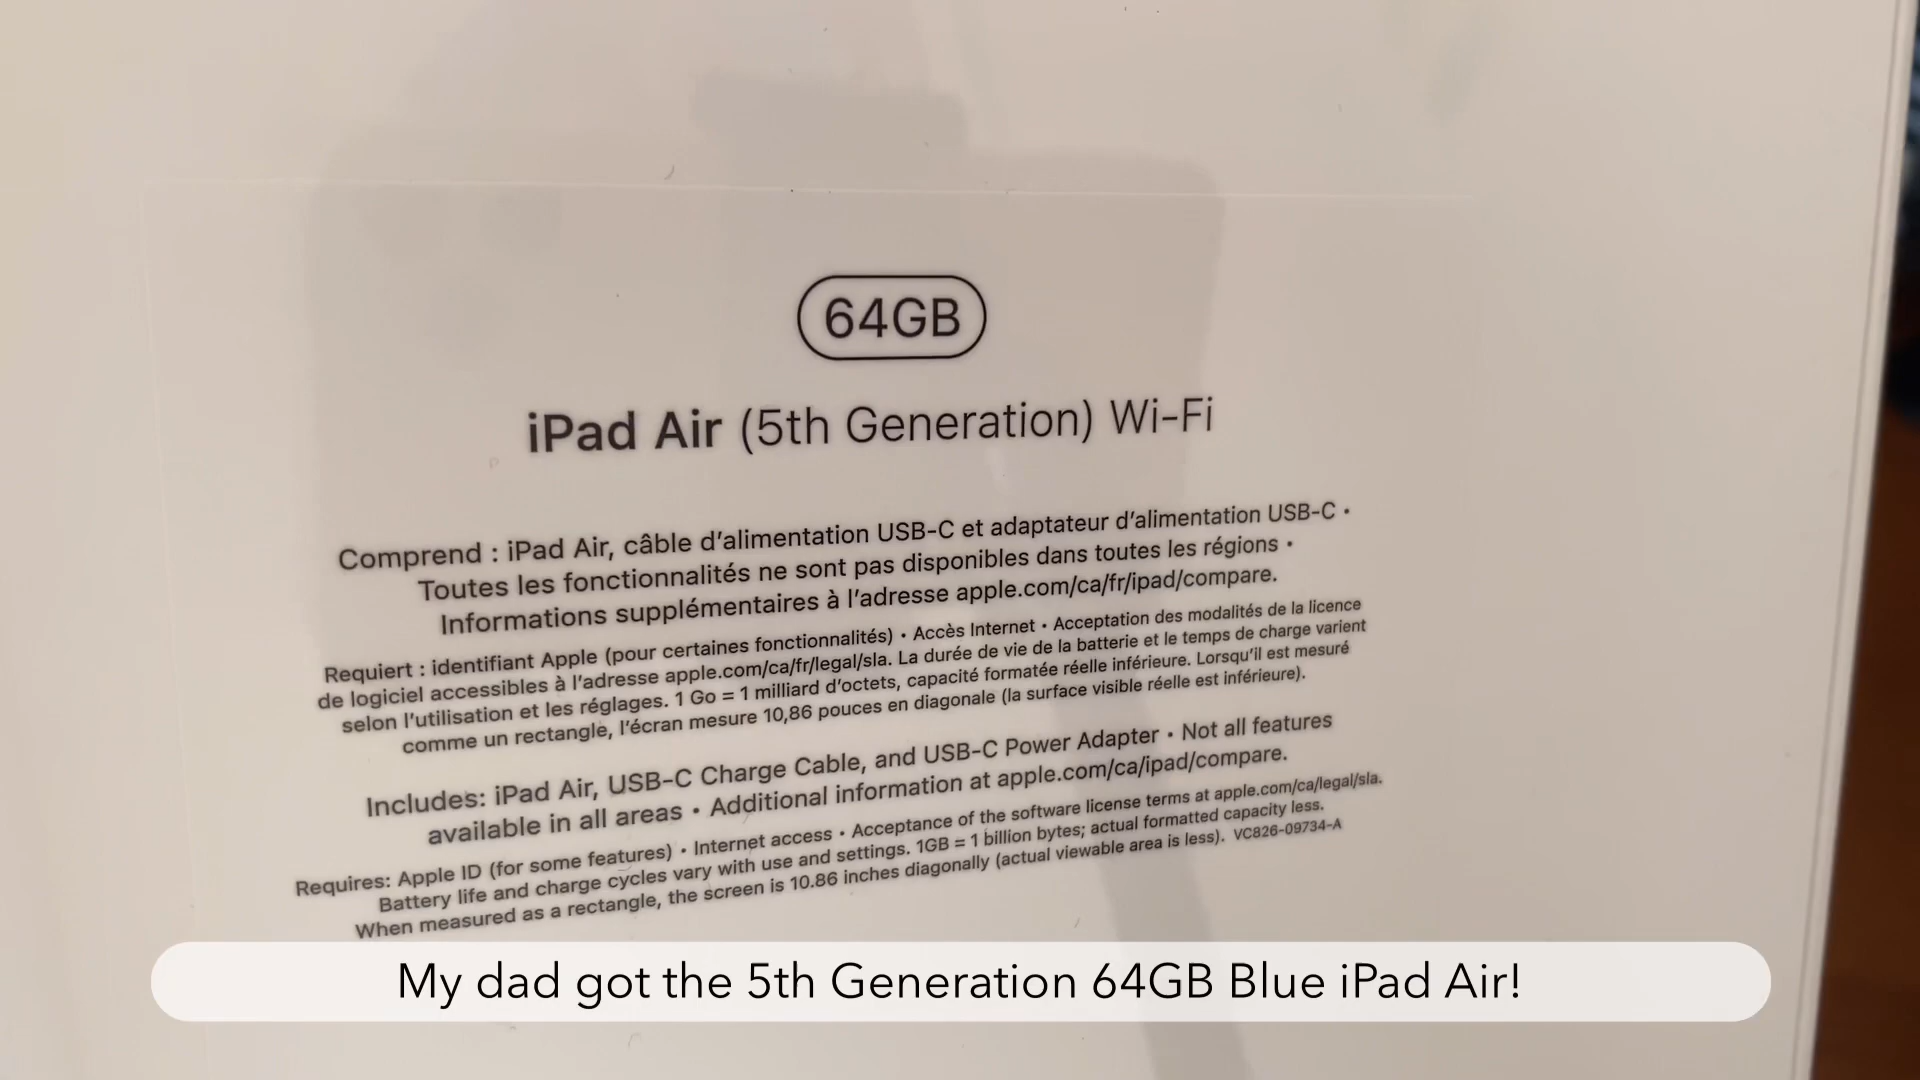 64GB
iPad Air (5th Generation) Wi-Fi
Comprend : iPad Air, câble d'alimentation USB-C et adaptateur d'alimentation USB-C •
Toutes les fonctionnalités ne sont pas disponibles dans toutes les régions •
Informations supplémentaires à l'adresse apple.com/ca/fr/ipad/compare.
Requiert : identifiant Apple (pour certaines fonctionnalités) • Accès Internet • Acceptation des modalités de la licence
de logiciel accessibles à l'adresse apple.com/ca/fr/legal/sla. La durée de vie de la batterie et le temps de charge varient
selon l'utilisation et les réglages. 1 Go = 1 milliard d'octets, capacité formatée réelle inférieure. Lorsqu'il est mesuré
comme un rectangle, l'écran mesure 10,86 pouces en diagonale (la surface visible réelle est inférieure).
Includes: iPad Air, USB-C Charge Cable, and USB-C Power Adapter • Not all features
available in all areas • Additional information at apple.com/ca/ipad/compare.
Requires: Apple ID (for some features) • Internet access • Acceptance of the software license terms at apple.com/ca/legal/sla.
Battery life and charge cycles vary with use and settings. 1GB = 1 billion bytes; actual formatted capacity less.
When measured as a rectangle, the screen is 10.86 inches diagonally (actual viewable area is less). VC826-09734-A
My dad got the 5th Generation 64GB Blue iPad Air!